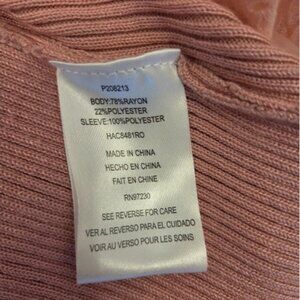 P208213
BODY:78%RAYON
22%POLYESTER
SLEEVE:100%POLYESTER
HAC8481RO
MADE IN CHINA
HECHO EN CHINA
FAIT EN CHINE
RN97230
SEE REVERSE FOR CARE
VER AL REVERSO PARA EL CUIDADO
VOIR AU VERSO POUR LES SOINS